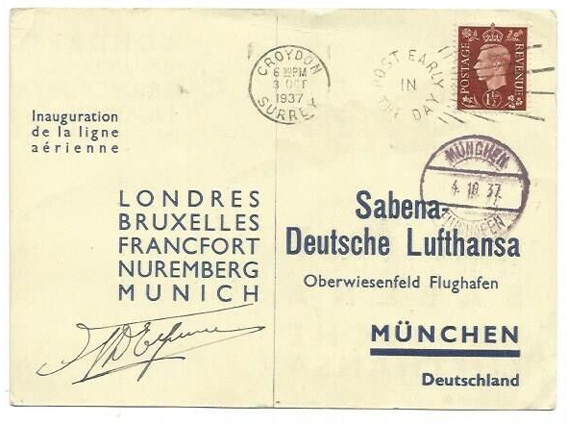 CROYDON
6 PM
3 OCT
1937
SURREY
POST EARLY
IN
THE DAY
POSTAGE
REVENUE
1½
MÜNCHEN
4.10.37
Inauguration
de la ligne
aérienne
LONDRES
BRUXELLES
FRANCFORT
NUREMBERG
MUNICH
Sabena-
Deutsche Lufthansa
Oberwiesenfeld Flughafen
MÜNCHEN
Deutschland